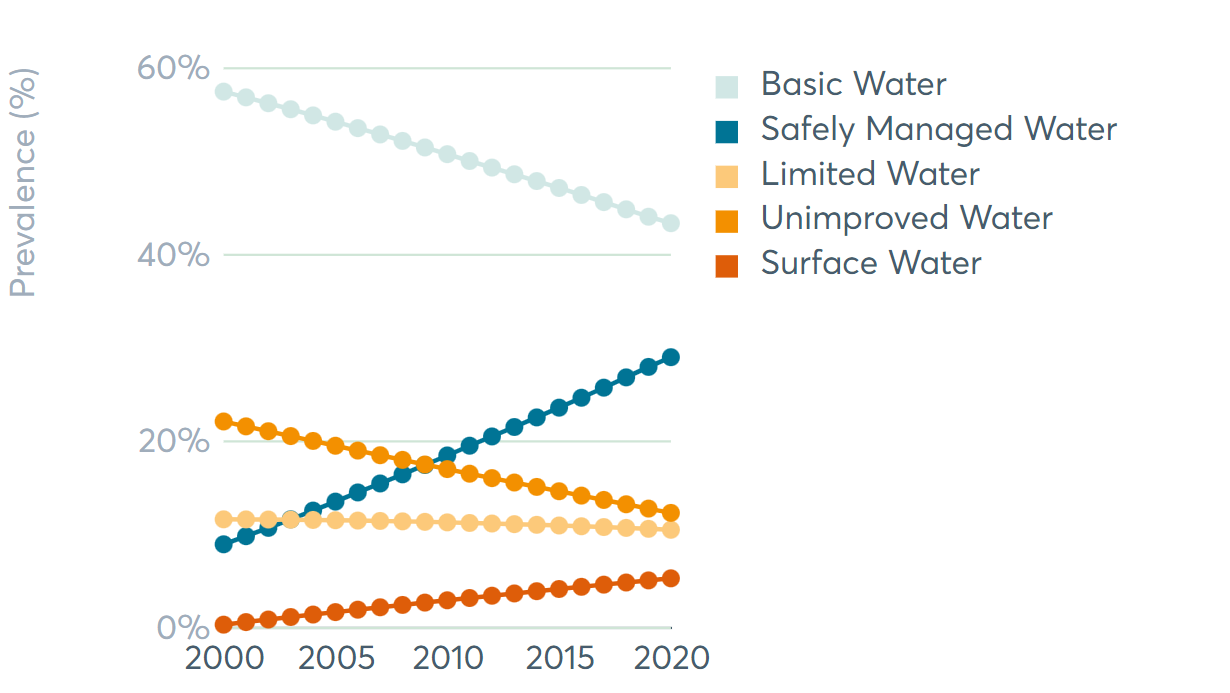 Prevalence (%)
60%
40%
20%
0%
2000 2005 2010 2015 2020
Basic Water
Safely Managed Water
Limited Water
Unimproved Water
Surface Water